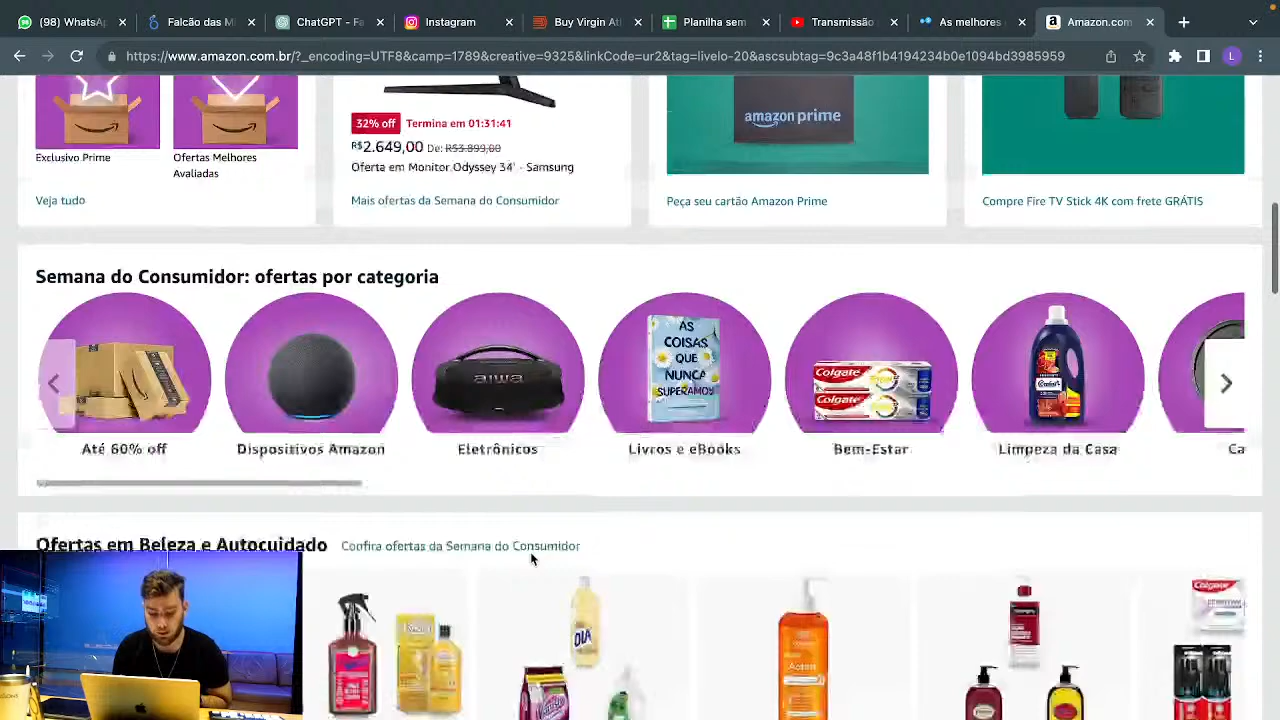 (98) WhatsA
Falcão das Mi
ChatGPT - Fe
Instagram
Buy Virgin Atl
Planilha sem
Transmissão
As melhores
Amazon.com
https://www.amazon.com.br/?_encoding=UTF8&camp=1789&creative=9325&linkCode=ur2&tag=livelo-20&ascsubtag=9c3a48f1b4194234b0e1094bd3985959
L
Exclusivo Prime
Ofertas Melhores
Avaliadas
Veja tudo
32% off Termina em 01:31:41
R$2.649,00 De: R$3.899,00
Oferta em Monitor Odyssey 34' - Samsung
Mais ofertas da Semana do Consumidor
amazon prime
Peça seu cartão Amazon Prime
Compre Fire TV Stick 4K com frete GRÁTIS
Semana do Consumidor: ofertas por categoria
aiwa
AS
COISAS
QUE
NUNCA
SUPERAMOS
Colgate
Colgate
Até 60% off
Dispositivos Amazon
Eletrônicos
Livros e eBooks
Bem-Estar
Limpeza da Casa
Ca
Ofertas em Beleza e Autocuidado Confira ofertas da Semana do Consumidor
OLA
Colgate